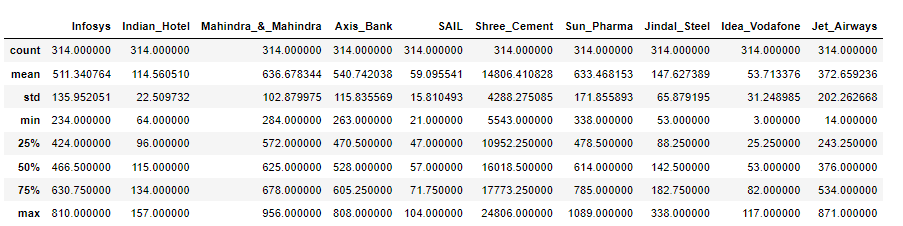 Infosys Indian_Hotel Mahindra_&_Mahindra Axis_Bank SAIL Shree_Cement Sun_Pharma Jindal_Steel Idea_Vodafone Jet_Airways
count 314.000000 314.000000 314.000000 314.000000 314.000000 314.000000 314.000000 314.000000 314.000000 314.000000
mean 511.340764 114.560510 636.678344 540.742038 59.095541 14806.410828 633.468153 147.627389 53.713376 372.659236
std 135.952051 22.509732 102.879975 115.835569 15.810493 4288.275085 171.855893 65.879195 31.248985 202.262668
min 234.000000 64.000000 284.000000 263.000000 21.000000 5543.000000 338.000000 53.000000 3.000000 14.000000
25% 424.000000 96.000000 572.000000 470.500000 47.000000 10952.250000 478.500000 88.250000 25.250000 243.250000
50% 466.500000 115.000000 625.000000 528.000000 57.000000 16018.500000 614.000000 142.500000 53.000000 376.000000
75% 630.750000 134.000000 678.000000 605.250000 71.750000 17773.250000 785.000000 182.750000 82.000000 534.000000
max 810.000000 157.000000 956.000000 808.000000 104.000000 24806.000000 1089.000000 338.000000 117.000000 871.000000